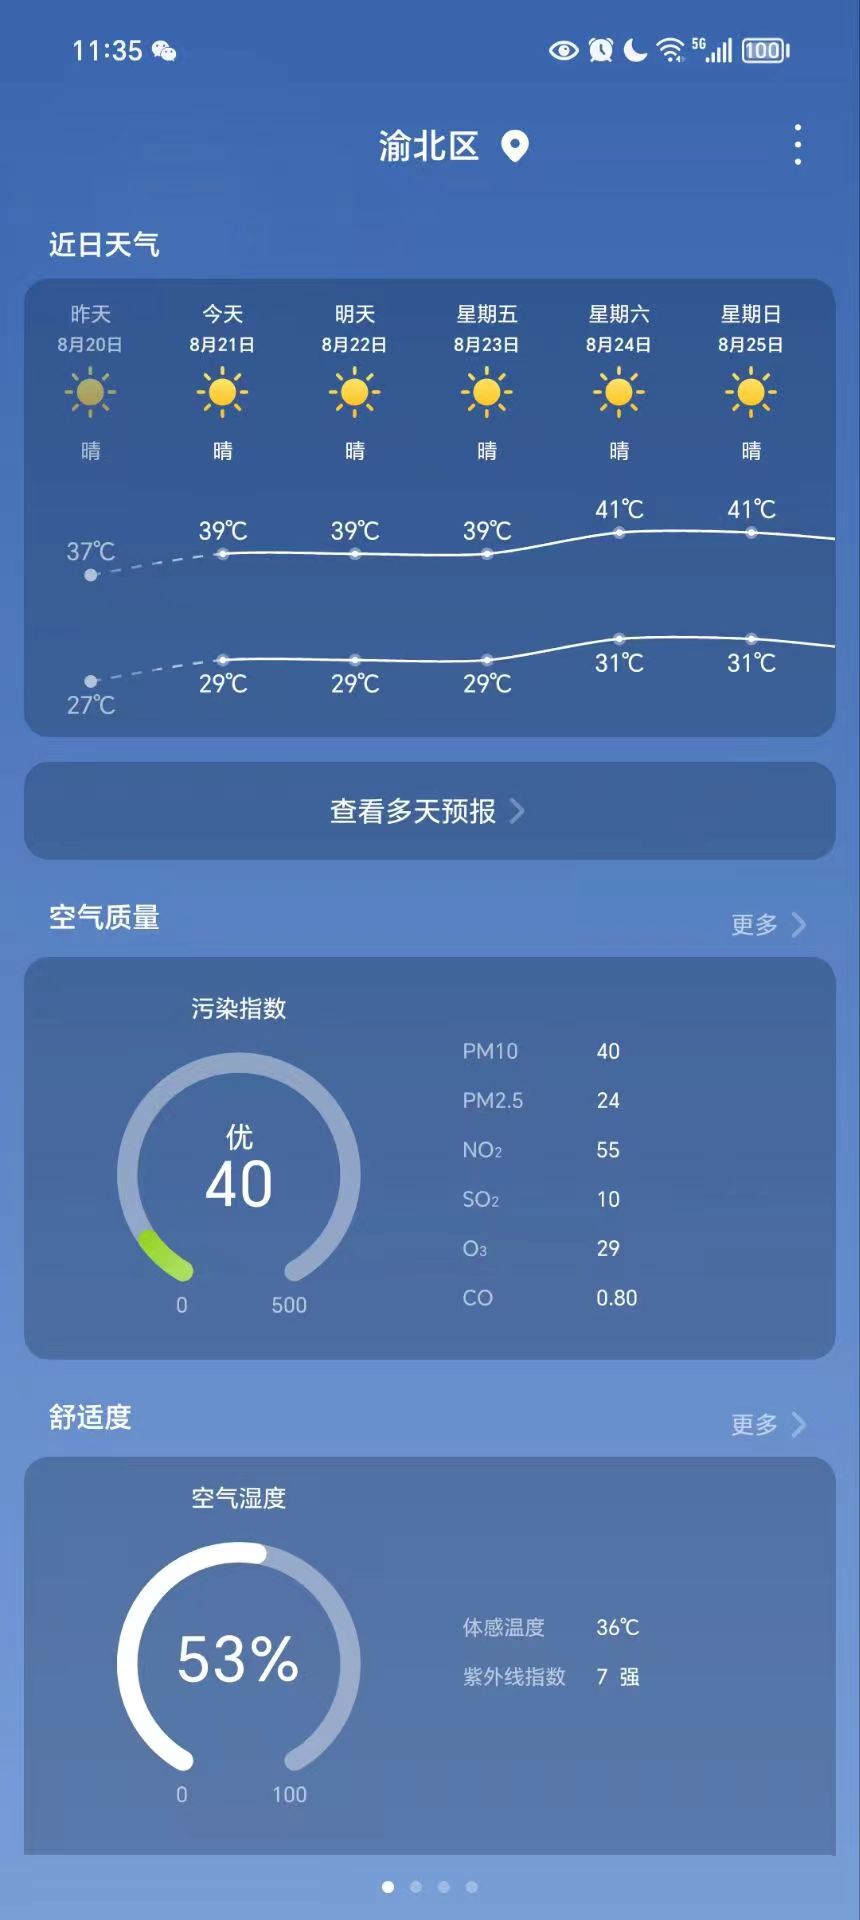 11:35 5G 100
渝北区
近日天气
昨天 今天 明天 星期五 星期六 星期日
8月20日 8月21日 8月22日 8月23日 8月24日 8月25日
晴 晴 晴 晴 晴 晴
37℃ 39℃ 39℃ 39℃ 41℃ 41℃
27℃ 29℃ 29℃ 29℃ 31℃ 31℃
查看多天预报
空气质量 更多
污染指数
优
40
0 500
PM10 40
PM2.5 24
NO₂ 55
SO₂ 10
O₃ 29
CO 0.80
舒适度 更多
空气湿度
53%
0 100
体感温度 36℃
紫外线指数 7 强